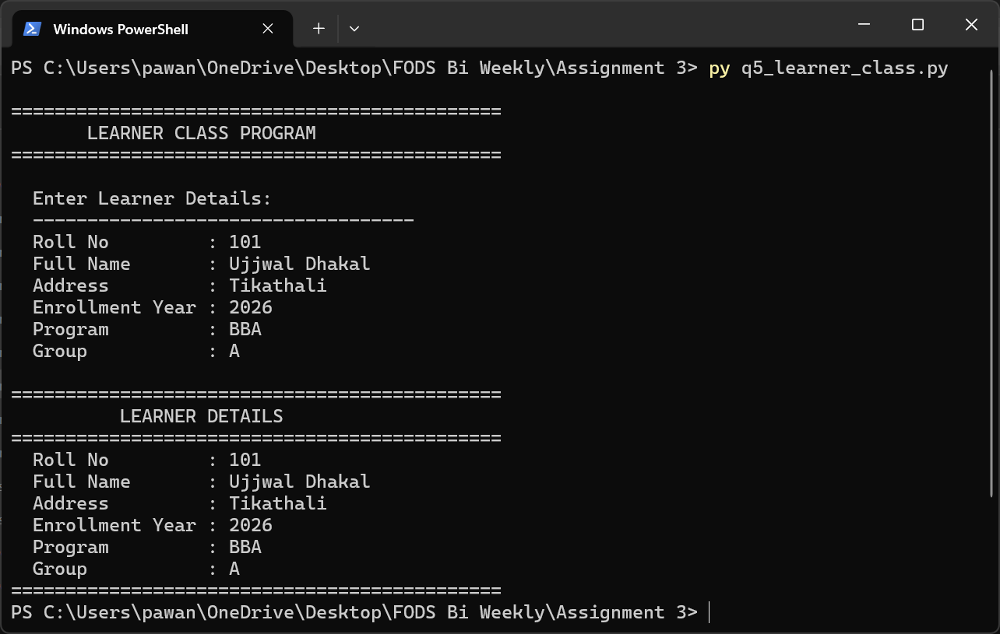 Windows PowerShell
PS C:\Users\pawan\OneDrive\Desktop\FODS Bi Weekly\Assignment 3> py q5_learner_class.py
=============================================
       LEARNER CLASS PROGRAM
=============================================
  Enter Learner Details:
  -----------------------------------
  Roll No         : 101
  Full Name       : Ujjwal Dhakal
  Address         : Tikathali
  Enrollment Year : 2026
  Program         : BBA
  Group           : A
=============================================
          LEARNER DETAILS
=============================================
  Roll No         : 101
  Full Name       : Ujjwal Dhakal
  Address         : Tikathali
  Enrollment Year : 2026
  Program         : BBA
  Group           : A
=============================================
PS C:\Users\pawan\OneDrive\Desktop\FODS Bi Weekly\Assignment 3>